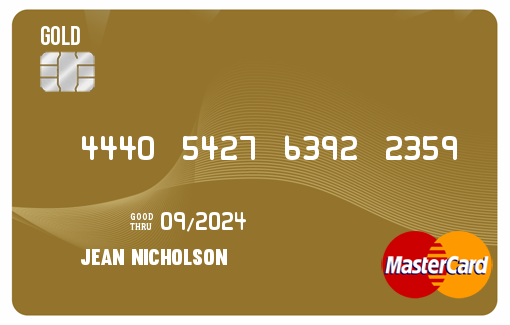 GOLD
4440 5427 6392 2359
GOOD THRU 09/2024
JEAN NICHOLSON
MasterCard